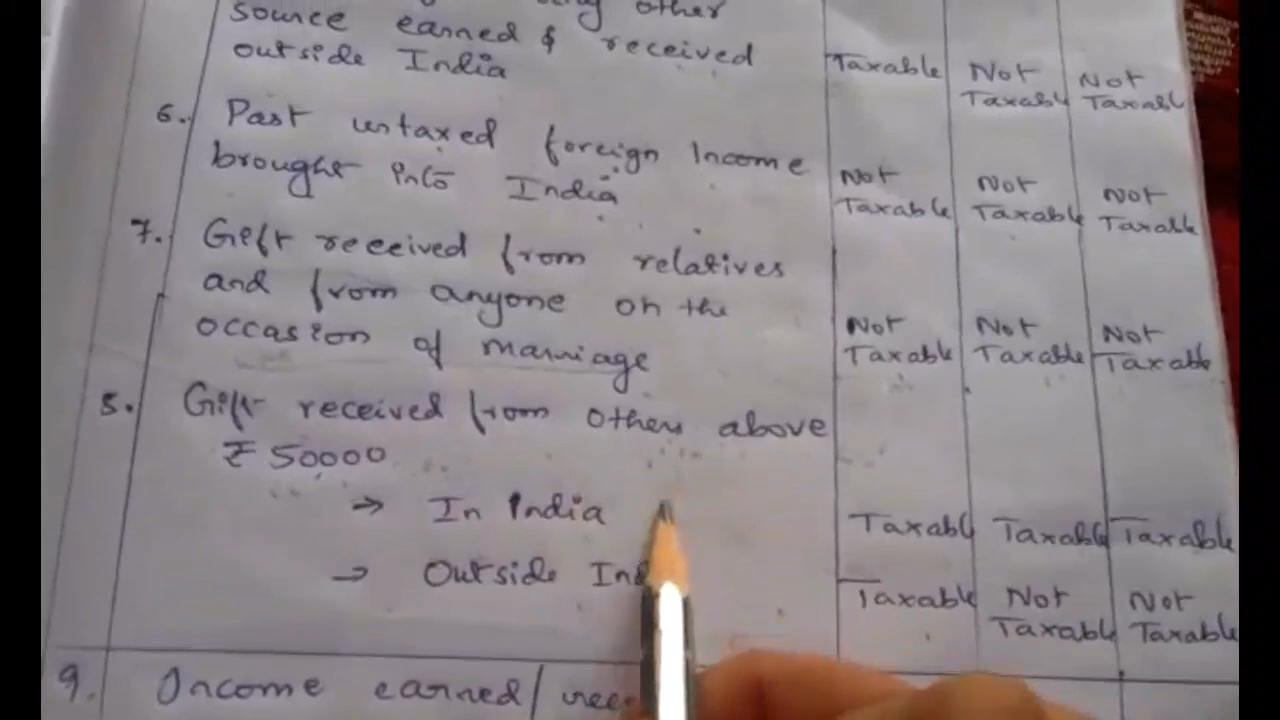 other
source earned & received
outside India
Taxable
Not Taxable
Not Taxable
6. Past untaxed foreign Income
brought into India
Not Taxable
Not Taxable
Not Taxable
7. Gift received from relatives
and from anyone on the
occasion of marriage
Not Taxable
Not Taxable
Not Taxable
8. Gift received from others above
₹ 50000
→ In India
Taxable
Taxable
Taxable
→ Outside Ind
Taxable
Not Taxable
Not Taxable
9. Income earned/rec